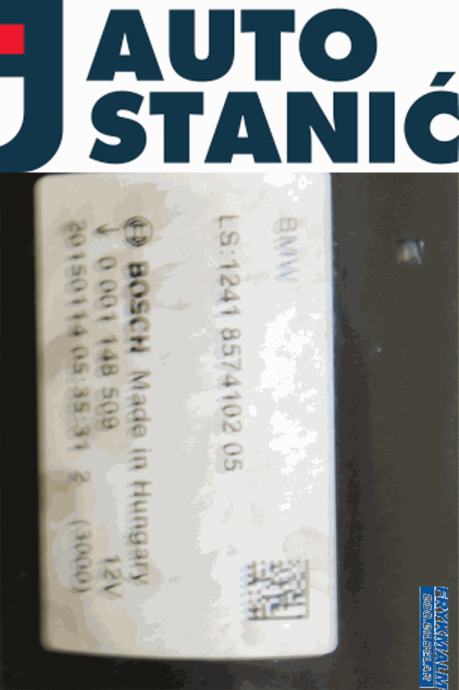 AUTO
STANIĆ
BMW
LS:1241 8574102 05
BOSCH Made in Hungary
0 001 148 509 12V
20150114 05:35:31 2 (3000)